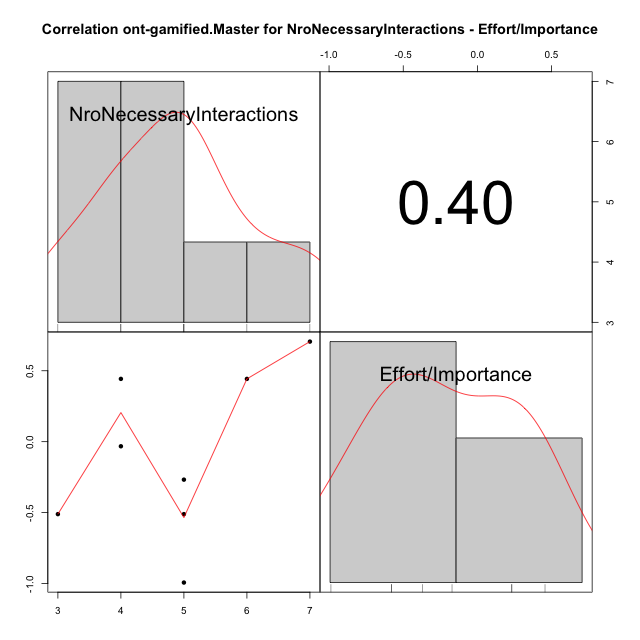 Correlation ont-gamified.Master for NroNecessaryInteractions - Effort/Importance
-1.0 -0.5 0.0 0.5
NroNecessaryInteractions
0.40
7
6
5
4
3
0.5
0.0
-0.5
-1.0
Effort/Importance
3 4 5 6 7